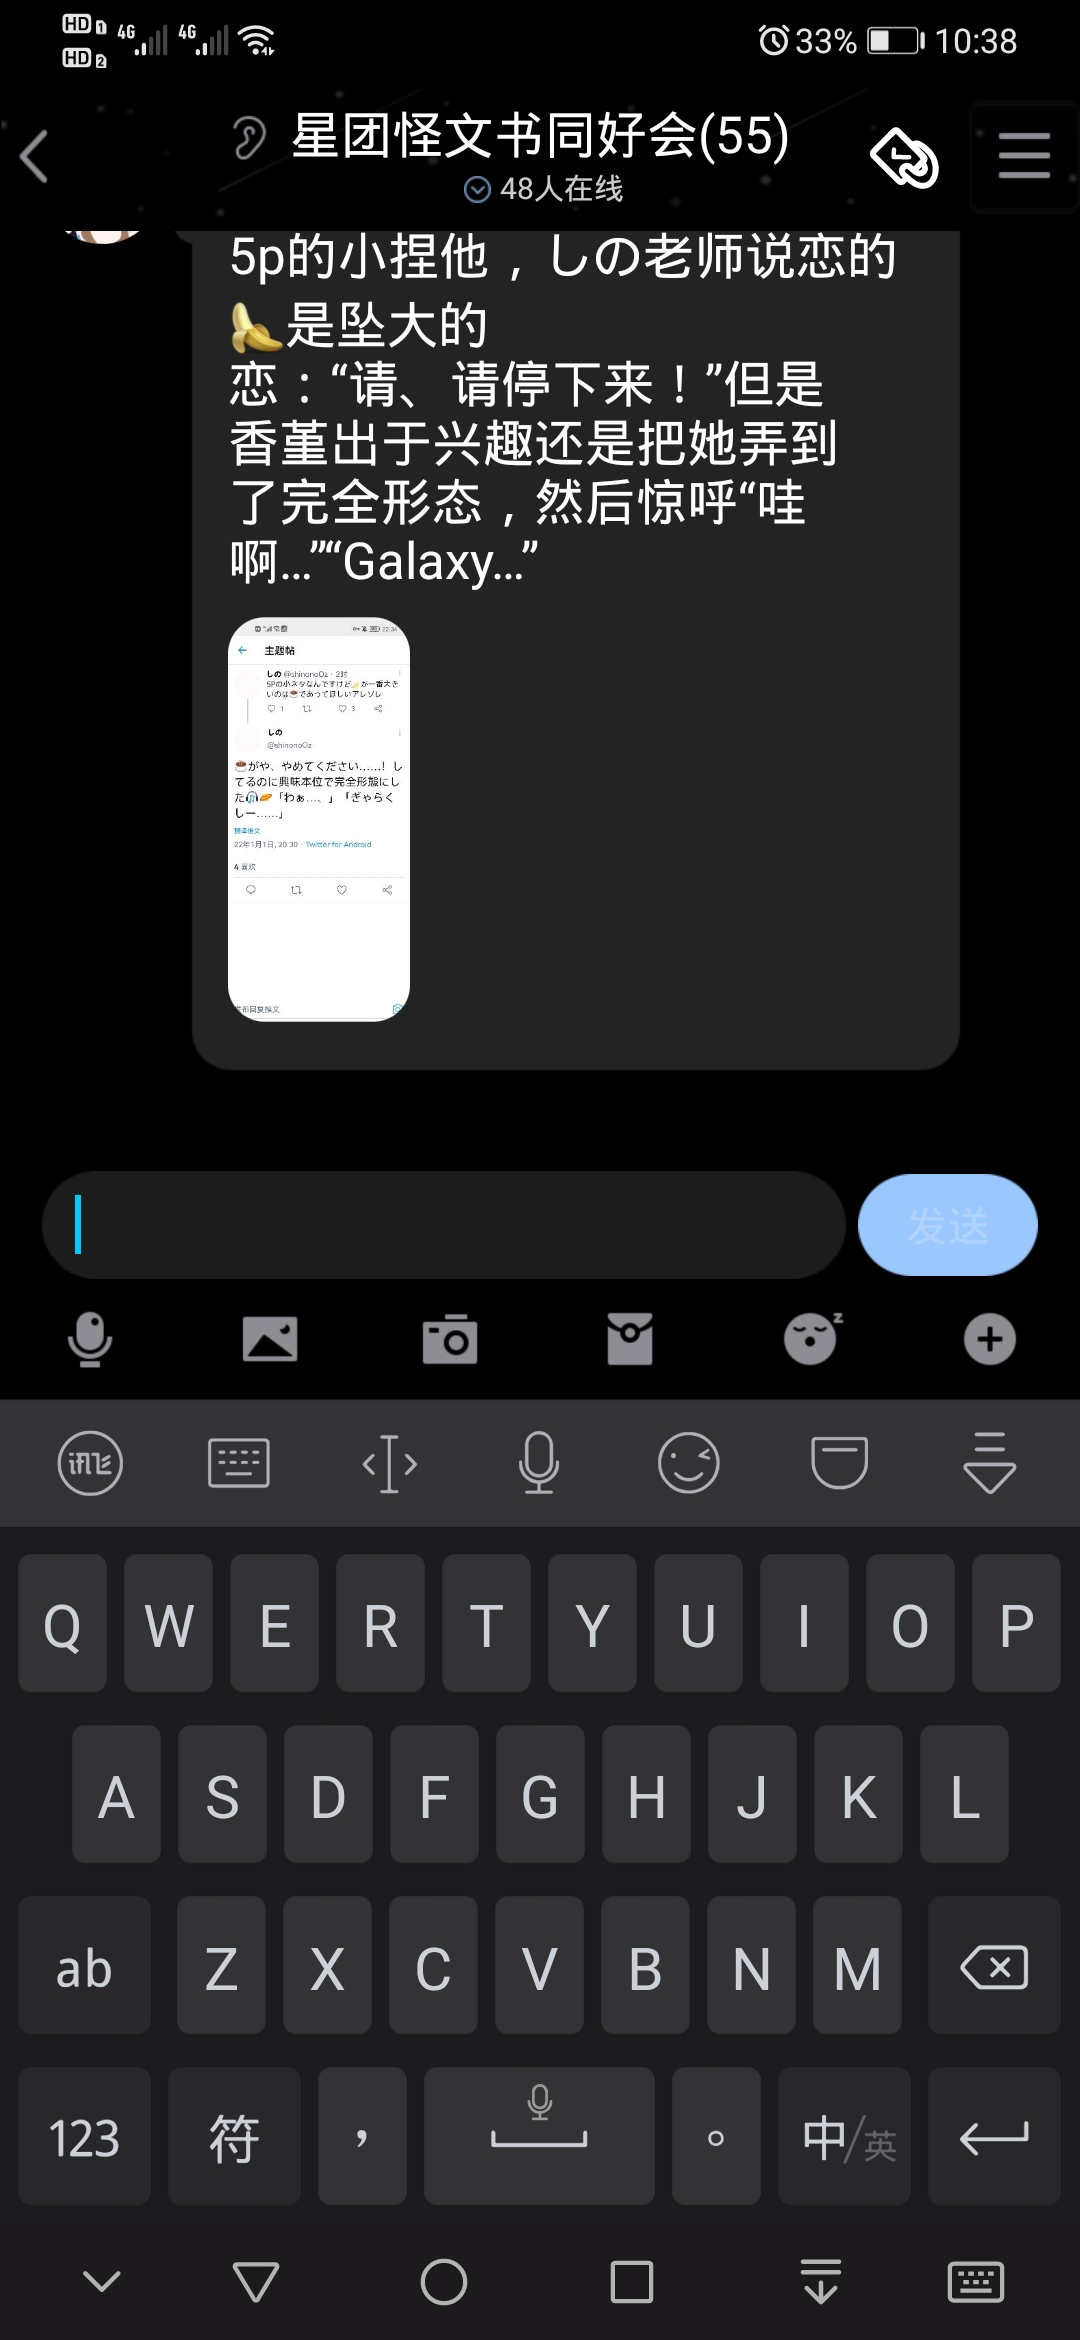 HD 1 4G 4G 33% 10:38
HD 2
星团怪文书同好会(55)
48人在线
5p的小捏他，しの老师说恋的
🍌是坠大的
恋：“请、请停下来！”但是
香堇出于兴趣还是把她弄到
了完全形态，然后惊呼“哇
啊...”“Galaxy...”
22:34
主题帖
しの @shinonoOz · 2时
5Pの小ネタなんですけど🍌が一番大き
いのは☕であってほしいアレソレ
1 3
しの
@shinonoOz
☕がや、やめてください......！し
てるのに興味本位で完全形態にし
た🎧🥖「わぁ...、」「ぎゃらく
しー......」
翻译推文
22年1月1日, 20:30 · Twitter for Android
4 喜欢
发布回复推文
发送
Q W E R T Y U I O P
A S D F G H J K L
ab Z X C V B N M
123 符 ， 。 中/英